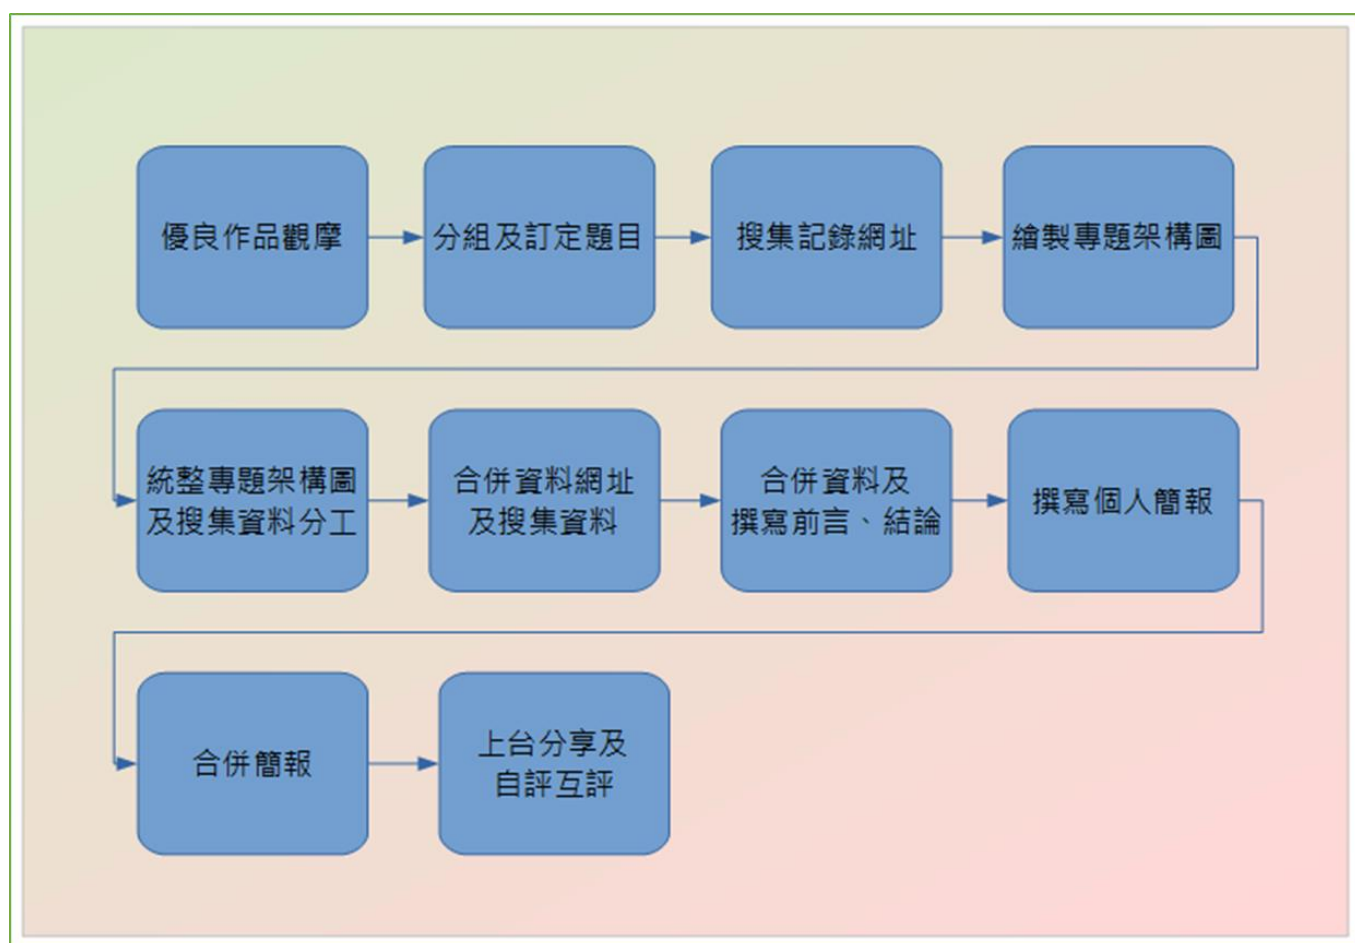 優良作品觀摩
分組及訂定題目
搜集記錄網址
繪製專題架構圖
統整專題架構圖
及搜集資料分工
合併資料網址
及搜集資料
合併資料及
撰寫前言、結論
撰寫個人簡報
合併簡報
上台分享及
自評互評